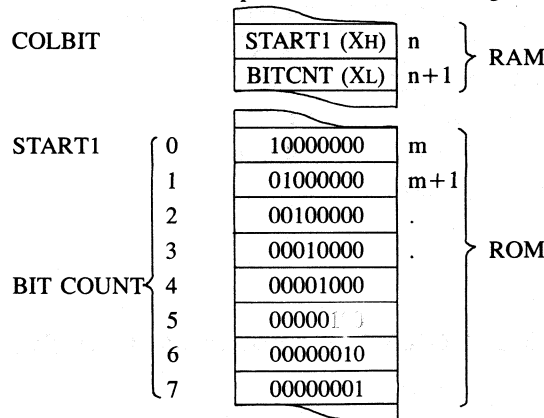 COLBIT START1 (XH) n
BITCNT (XL) n+1
RAM
START1 0 10000000 m
1 01000000 m+1
2 00100000 .
3 00010000 .
ROM
BIT COUNT 4 00001000
5
6 00000010
7 00000001